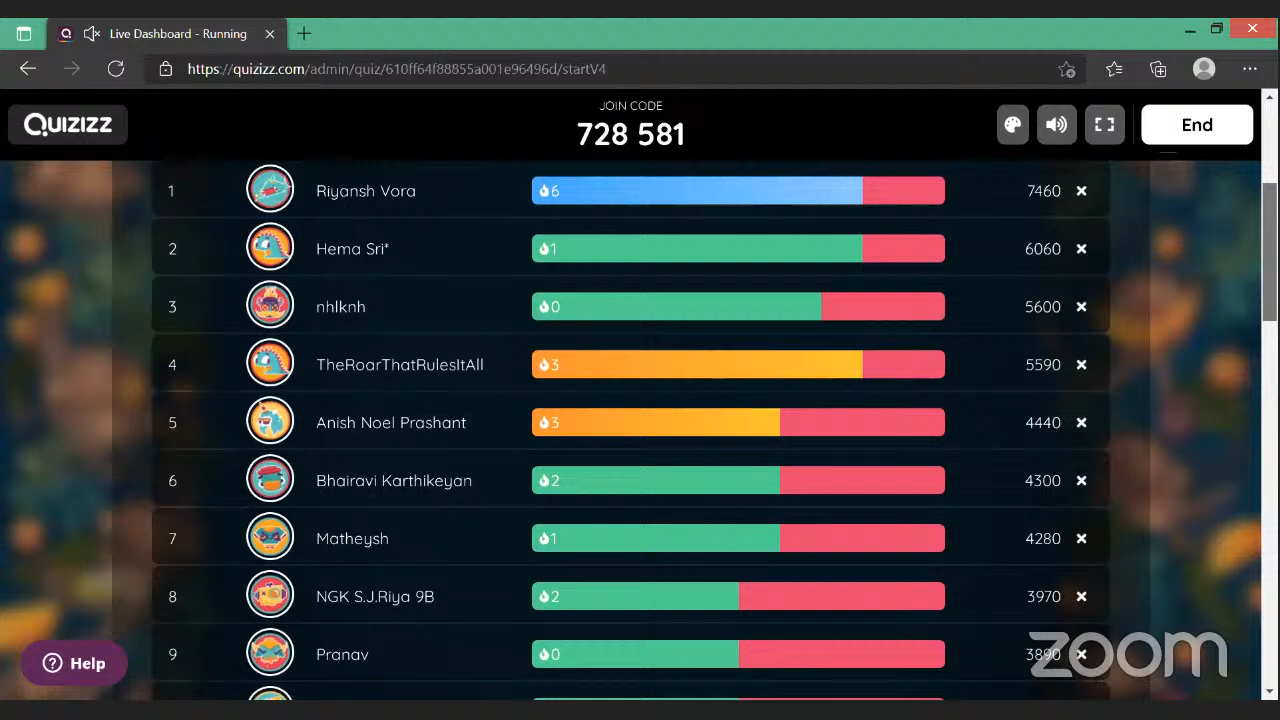 Live Dashboard - Running
https://quizizz.com/admin/quiz/610ff64f88855a001e96496d/startV4
Quizizz
JOIN CODE
728 581
End
1 Riyansh Vora 6 7460
2 Hema Sri* 1 6060
3 nhlknh 0 5600
4 TheRoarThatRulesItAll 3 5590
5 Anish Noel Prashant 3 4440
6 Bhairavi Karthikeyan 2 4300
7 Matheysh 1 4280
8 NGK S.J.Riya 9B 2 3970
9 Pranav 0 3890
Help
zoom